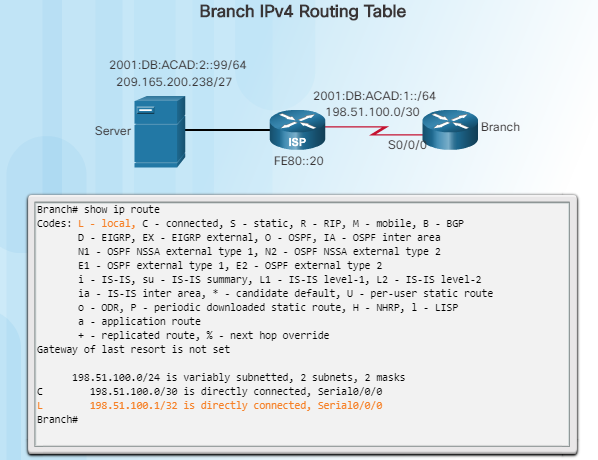 Branch IPv4 Routing Table
2001:DB:ACAD:2::99/64
209.165.200.238/27
2001:DB:ACAD:1::/64
198.51.100.0/30
Server
ISP
Branch
S0/0/0
FE80::20
Branch# show ip route
Codes: L - local, C - connected, S - static, R - RIP, M - mobile, B - BGP
D - EIGRP, EX - EIGRP external, O - OSPF, IA - OSPF inter area
N1 - OSPF NSSA external type 1, N2 - OSPF NSSA external type 2
E1 - OSPF external type 1, E2 - OSPF external type 2
i - IS-IS, su - IS-IS summary, L1 - IS-IS level-1, L2 - IS-IS level-2
ia - IS-IS inter area, * - candidate default, U - per-user static route
o - ODR, P - periodic downloaded static route, H - NHRP, l - LISP
a - application route
+ - replicated route, % - next hop override
Gateway of last resort is not set
198.51.100.0/24 is variably subnetted, 2 subnets, 2 masks
C 198.51.100.0/30 is directly connected, Serial0/0/0
L 198.51.100.1/32 is directly connected, Serial0/0/0
Branch#